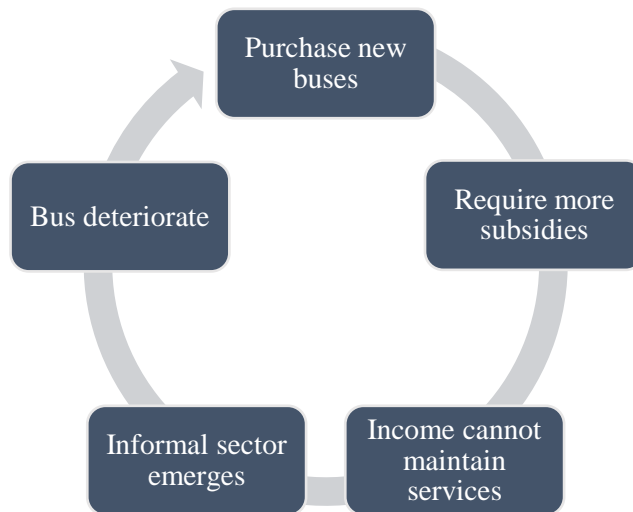 Purchase new
buses
Require more
subsidies
Income cannot
maintain
services
Informal sector
emerges
Bus deteriorate